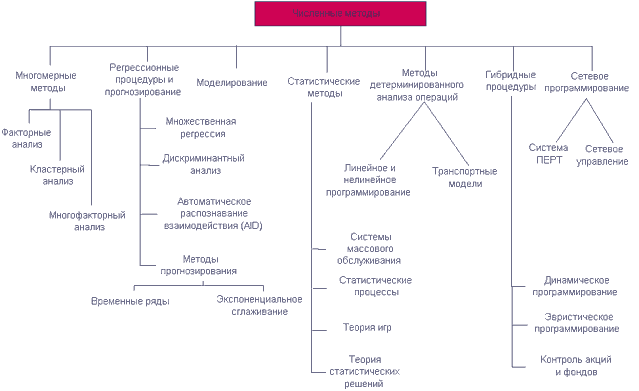 Многомерные
методы
Регрессионные
процедуры и
прогнозирование
Моделирование
Статистические
методы
Методы
детерминированного
анализа операций
Гибридные
процедуры
Сетевое
программирование
Факторный
анализ
Кластерный
анализ
Многофакторный
анализ
Множественная
регрессия
Дискриминантный
анализ
Автоматическое
распознавание
взаимодействия (AID)
Методы
прогнозирования
Временные ряды
Экспоненциальное
сглаживание
Системы
массового
обслуживания
Статистические
процессы
Теория игр
Теория
статистических
решений
Линейное и
нелинейное
программирование
Транспортные
модели
Динамическое
программирование
Эвристическое
программирование
Контроль акций
и фондов
Система
ПЕРТ
Сетевое
управление